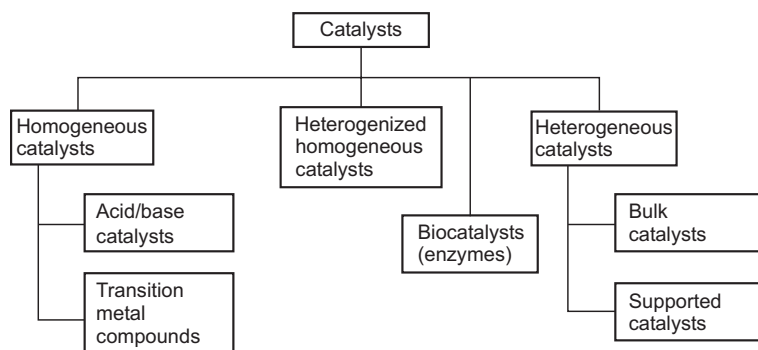 Catalysts
Homogeneous
catalysts
Heterogenized
homogeneous
catalysts
Heterogeneous
catalysts
Acid/base
catalysts
Biocatalysts
(enzymes)
Bulk
catalysts
Transition
metal
compounds
Supported
catalysts